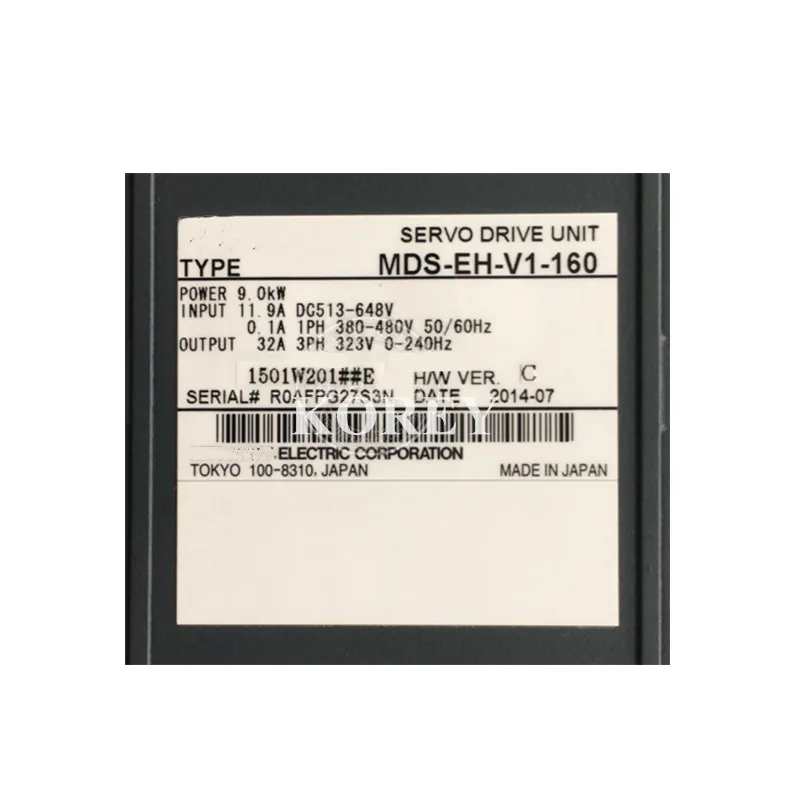 SERVO DRIVE UNIT
TYPE MDS-EH-V1-160
POWER 9.0kW
INPUT 11.9A DC513-648V
0.1A 1PH 380-480V 50/60Hz
OUTPUT 32A 3PH 323V 0-240Hz
1501W201##E H/W VER. C
SERIAL# R0AFPG27S3N DATE 2014-07
KOREY
ELECTRIC CORPORATION
TOKYO 100-8310, JAPAN MADE IN JAPAN
KOREY